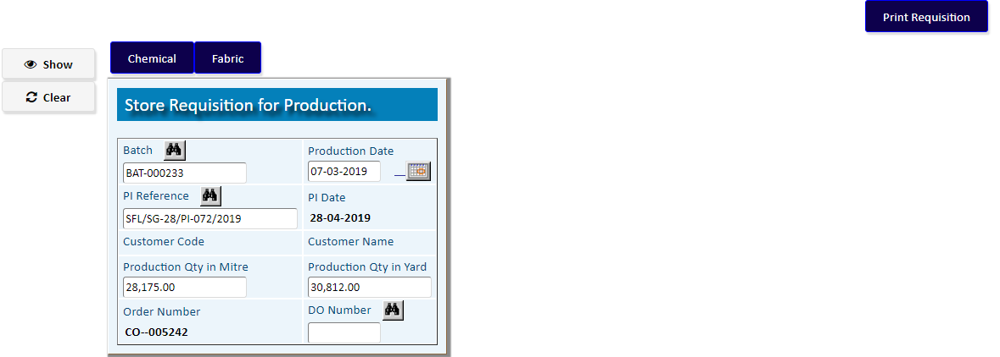 Print Requisition
Show
Clear
Chemical Fabric
Store Requisition for Production.
Batch Production Date
BAT-000233 07-03-2019
PI Reference PI Date
SFL/SG-28/PI-072/2019 28-04-2019
Customer Code Customer Name
Production Qty in Mitre Production Qty in Yard
28,175.00 30,812.00
Order Number DO Number
CO--005242